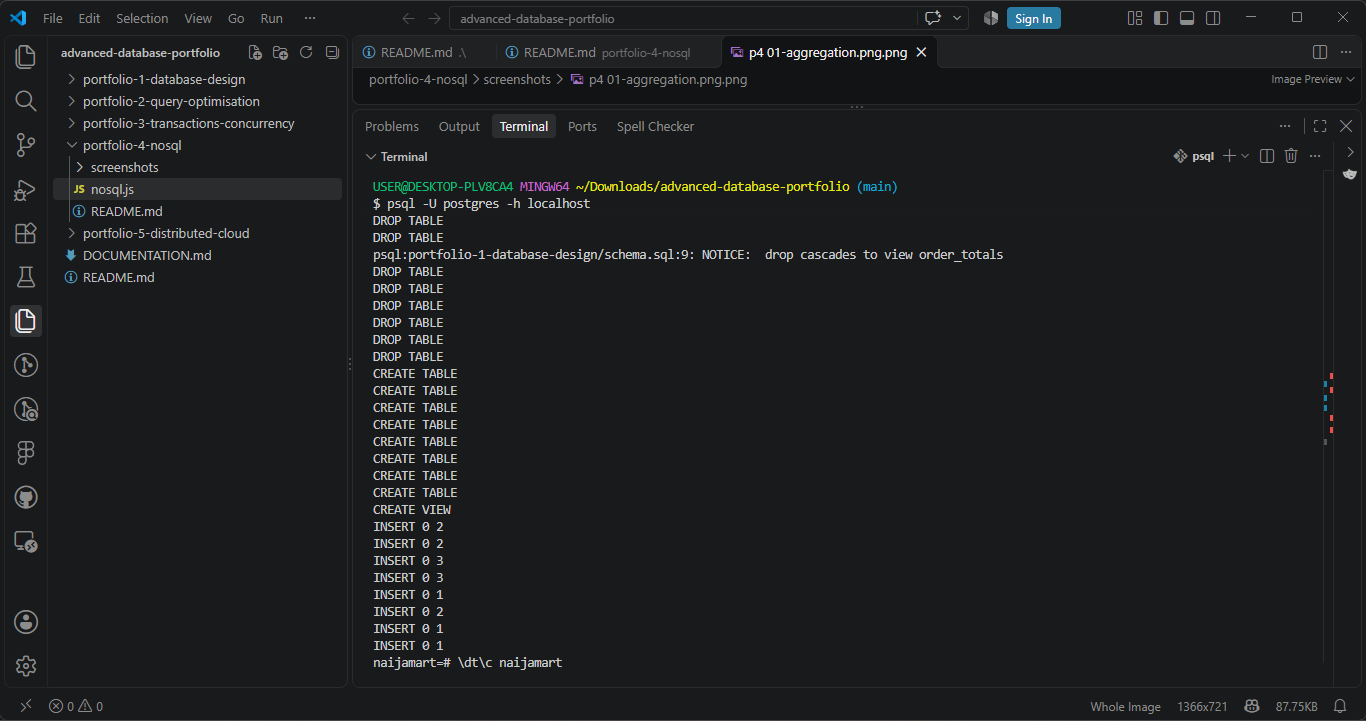 File Edit Selection View Go Run ··· advanced-database-portfolio Sign In
advanced-database-portfolio
portfolio-1-database-design
portfolio-2-query-optimisation
portfolio-3-transactions-concurrency
portfolio-4-nosql
screenshots
JS nosql.js
README.md
portfolio-5-distributed-cloud
DOCUMENTATION.md
README.md
README.md .\ README.md portfolio-4-nosql p4 01-aggregation.png.png
portfolio-4-nosql > screenshots > p4 01-aggregation.png.png Image Preview
Problems Output Terminal Ports Spell Checker
Terminal psql
USER@DESKTOP-PLV8CA4 MINGW64 ~/Downloads/advanced-database-portfolio (main)
$ psql -U postgres -h localhost
DROP TABLE
DROP TABLE
psql:portfolio-1-database-design/schema.sql:9: NOTICE:  drop cascades to view order_totals
DROP TABLE
DROP TABLE
DROP TABLE
DROP TABLE
DROP TABLE
DROP TABLE
CREATE TABLE
CREATE TABLE
CREATE TABLE
CREATE TABLE
CREATE TABLE
CREATE TABLE
CREATE TABLE
CREATE TABLE
CREATE VIEW
INSERT 0 2
INSERT 0 2
INSERT 0 3
INSERT 0 3
INSERT 0 1
INSERT 0 2
INSERT 0 1
INSERT 0 1
naijamart=# \dt\c naijamart
0 0 Whole Image 1366x721 87.75KB